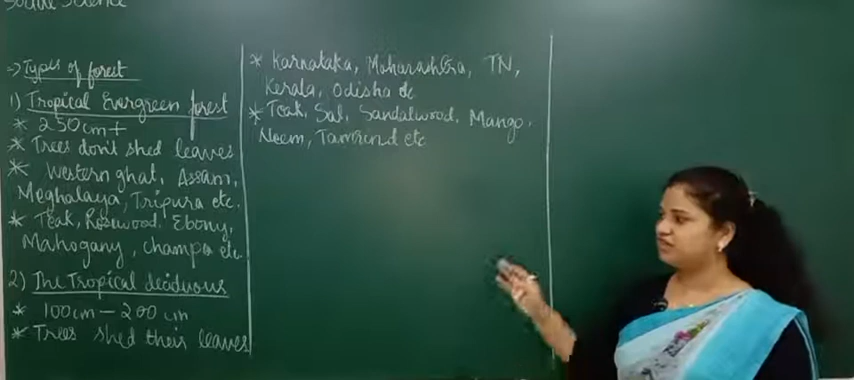 Social Science
→ Types of forest
1) Tropical Evergreen forest
* 250cm+
* Trees don't shed leaves
* Western ghat, Assam,
Meghalaya, Tripura etc.
* Teak, Rosewood, Ebony,
Mahogany, champa etc
2) The Tropical deciduous
* 100cm – 200 cm
* Trees shed their leaves
* Karnataka, Maharashtra, TN,
Kerala, Odisha etc
* Teak, Sal, Sandalwood, Mango,
Neem, etc